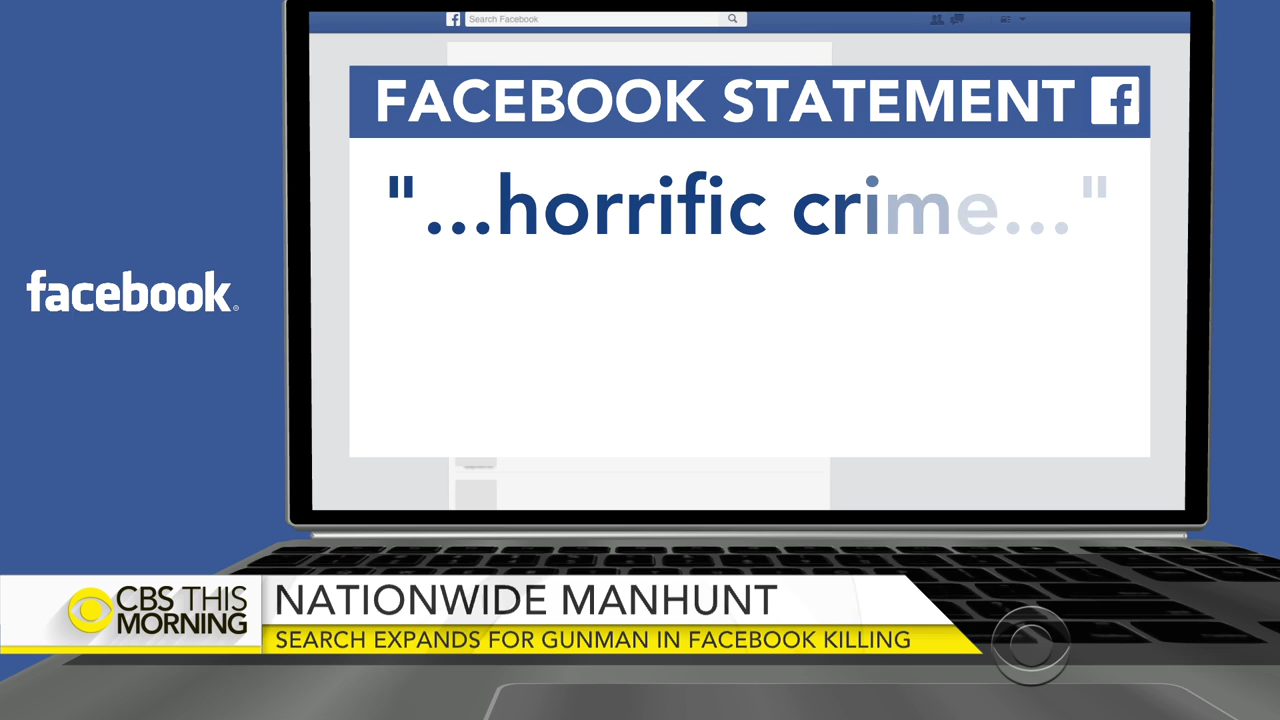 Search Facebook
FACEBOOK STATEMENT
"...horrific crime..."
facebook®
CBS THIS
MORNING
NATIONWIDE MANHUNT
SEARCH EXPANDS FOR GUNMAN IN FACEBOOK KILLING